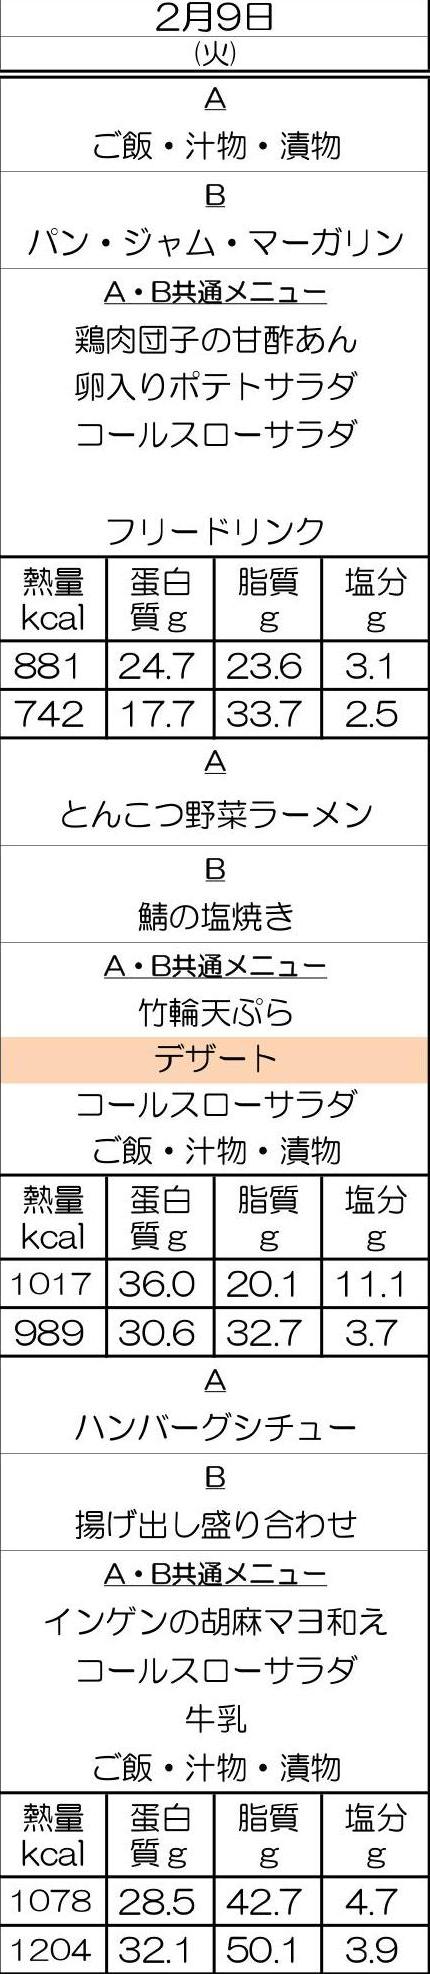 2月9日
(火)
A
ご飯・汁物・漬物
B
パン・ジャム・マーガリン
A・B共通メニュー
鶏肉団子の甘酢あん
卵入りポテトサラダ
コールスローサラダ
フリードリンク
熱量 蛋白 脂質 塩分
kcal 質g g g
881 24.7 23.6 3.1
742 17.7 33.7 2.5
A
とんこつ野菜ラーメン
B
鯖の塩焼き
A・B共通メニュー
竹輪天ぷら
デザート
コールスローサラダ
ご飯・汁物・漬物
熱量 蛋白 脂質 塩分
kcal 質g g g
1017 36.0 20.1 11.1
989 30.6 32.7 3.7
A
ハンバーグシチュー
B
揚げ出し盛り合わせ
A・B共通メニュー
インゲンの胡麻マヨ和え
コールスローサラダ
牛乳
ご飯・汁物・漬物
熱量 蛋白 脂質 塩分
kcal 質g g g
1078 28.5 42.7 4.7
1204 32.1 50.1 3.9